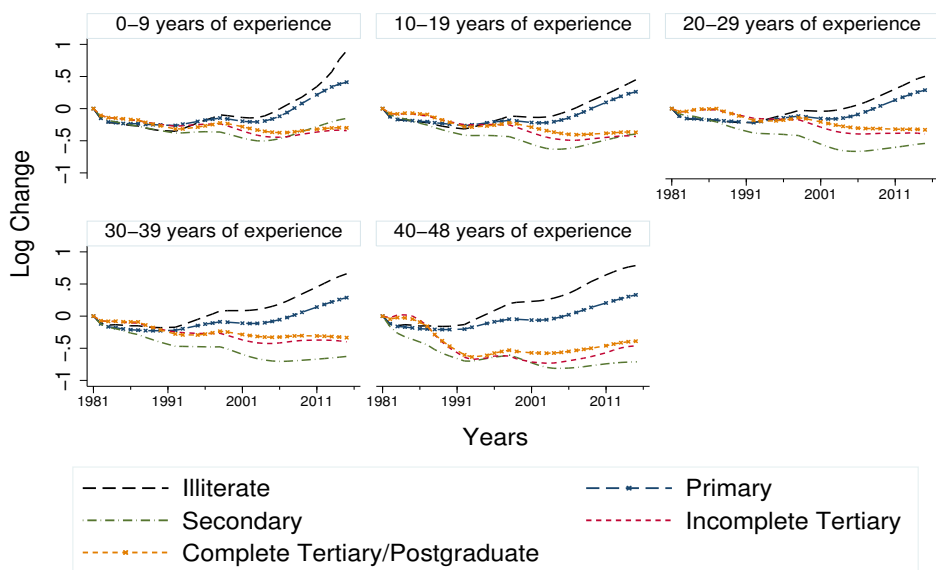 0−9 years of experience
10−19 years of experience
20−29 years of experience
1
.5
0
−.5
−1
1981
1991
2001
2011
30−39 years of experience
40−48 years of experience
Log Change
1
.5
0
−.5
−1
1981
1991
2001
2011
1981
1991
2001
2011
Years
Illiterate
Primary
Secondary
Incomplete Tertiary
Complete Tertiary/Postgraduate